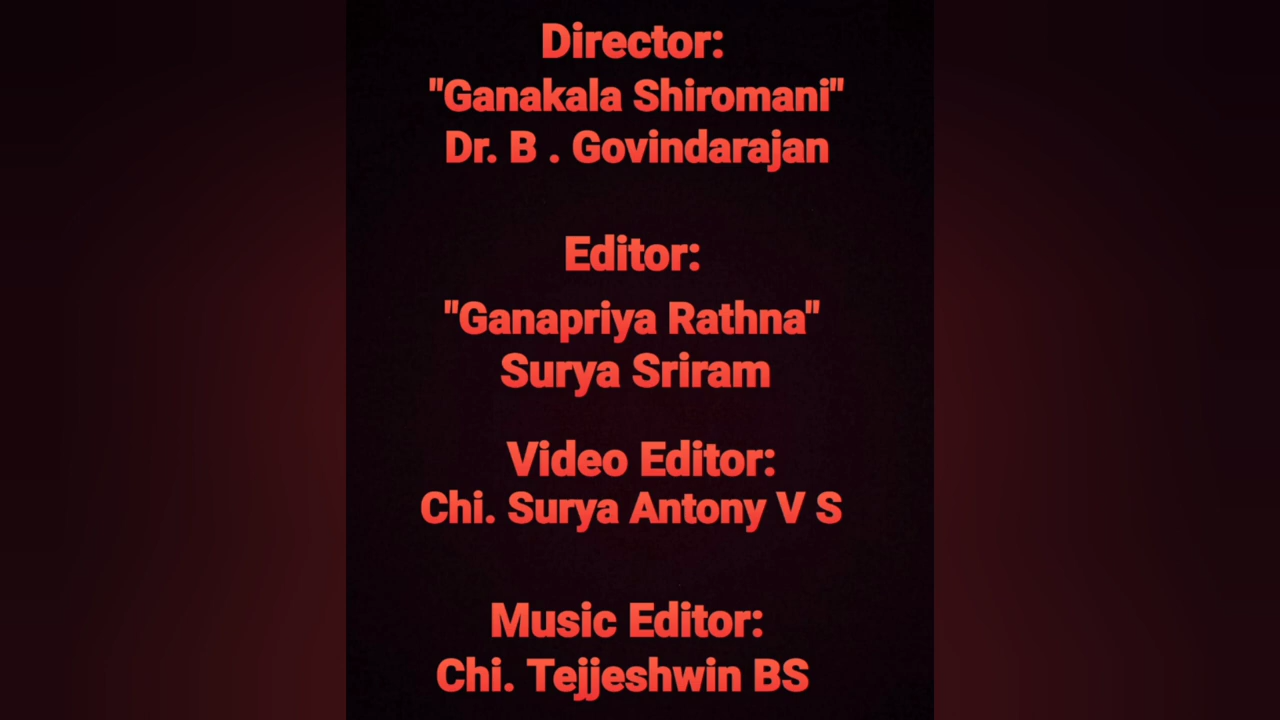 Director:
"Ganakala Shiromani"
Dr. B . Govindarajan
Editor:
"Ganapriya Rathna"
Surya Sriram
Video Editor:
Chi. Surya Antony V S
Music Editor:
Chi. Tejjeshwin BS